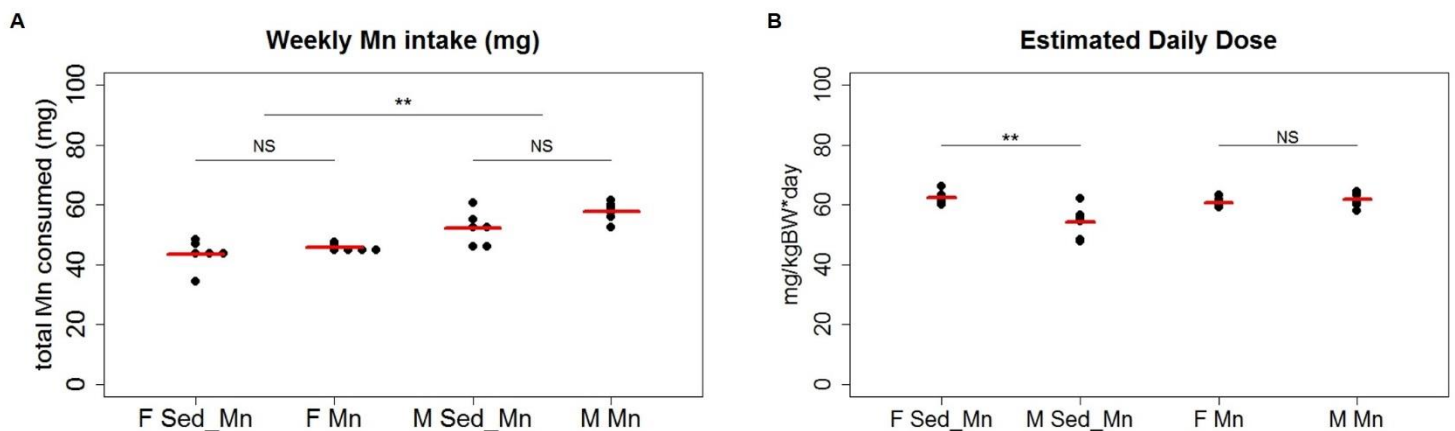 A
Weekly Mn intake (mg)
total Mn consumed (mg)
100
80
60
40
20
0
**
NS
NS
F Sed_Mn
F Mn
M Sed_Mn
M Mn
B
Estimated Daily Dose
mg/kgBW*day
100
80
60
40
20
0
**
NS
F Sed_Mn
M Sed_Mn
F Mn
M Mn